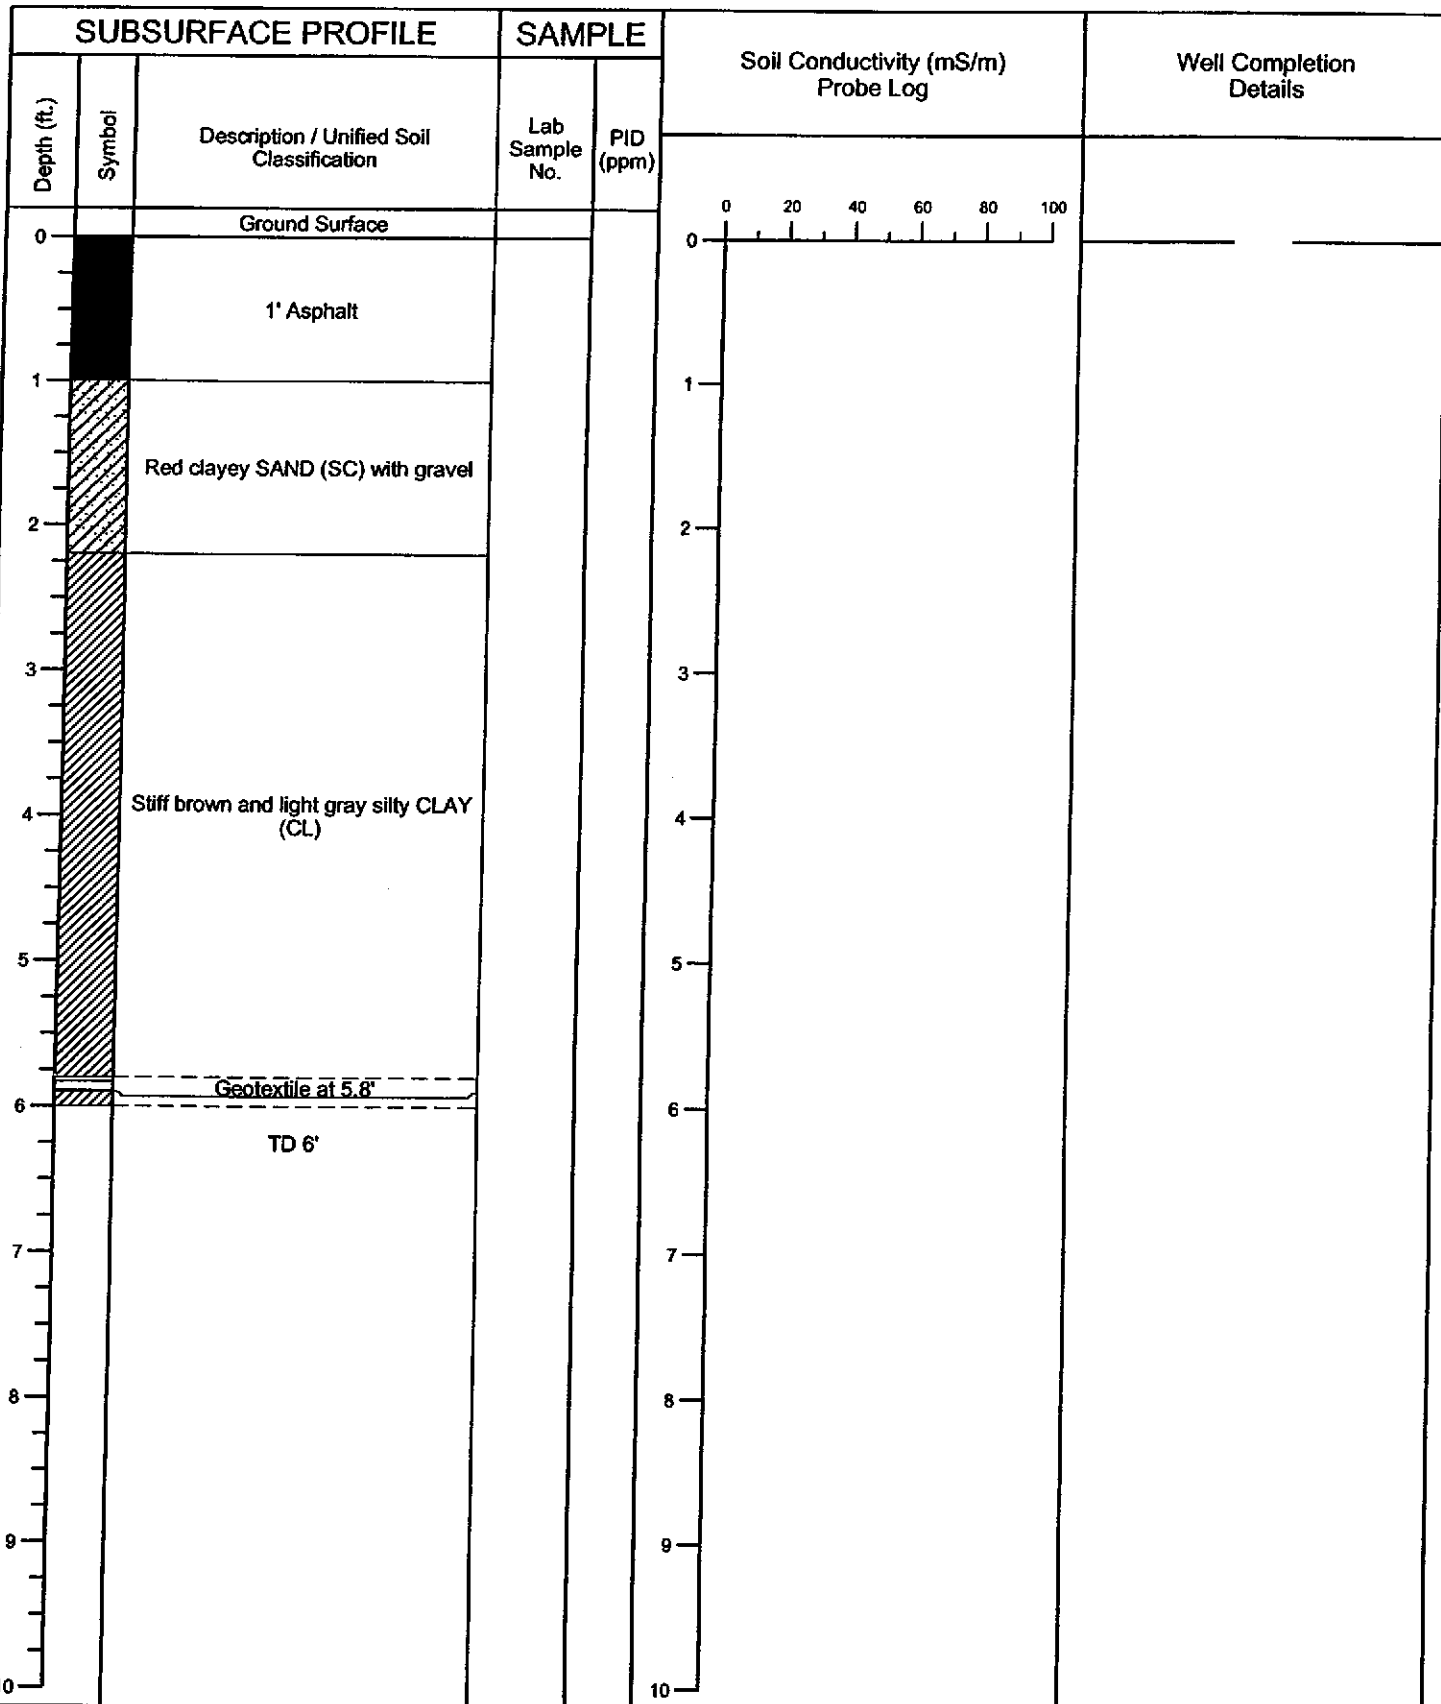 SUBSURFACE PROFILE
SAMPLE
Soil Conductivity (mS/m)
Probe Log
Well Completion
Details
Depth (ft.)
Symbol
Description / Unified Soil
Classification
Lab
Sample
No.
PID
(ppm)
Ground Surface
0 20 40 60 80 100
0
1' Asphalt
1
Red clayey SAND (SC) with gravel
2
3
Stiff brown and light gray silty CLAY
(CL)
4
5
Geotextile at 5.8'
6
TD 6'
7
8
9
0
0
1
2
3
4
5
6
7
8
9
10